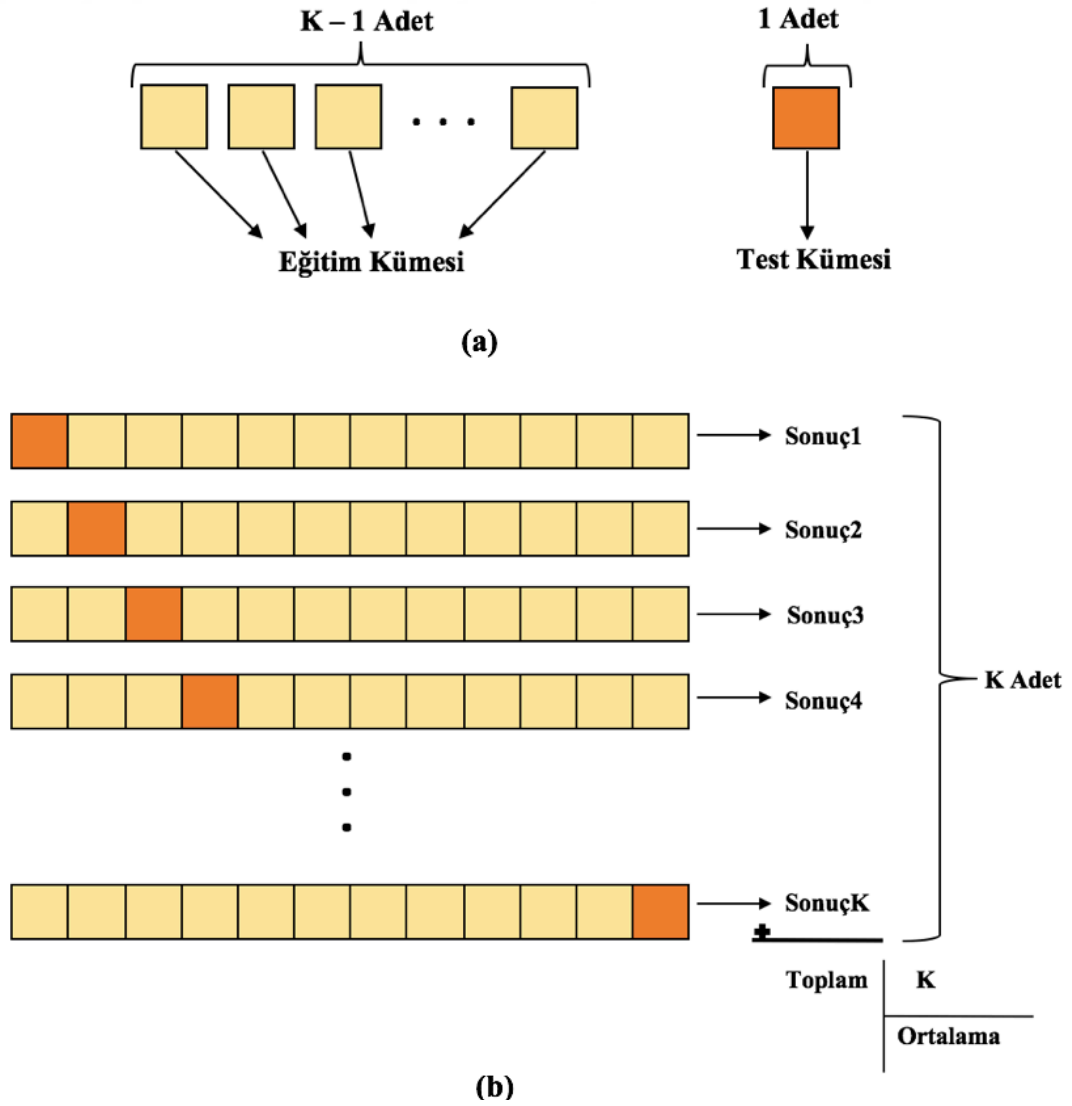 K – 1 Adet
1 Adet
Eğitim Kümesi
Test Kümesi
(a)
Sonuç1
Sonuç2
Sonuç3
Sonuç4
K Adet
SonuçK
+
Toplam
K
Ortalama
(b)